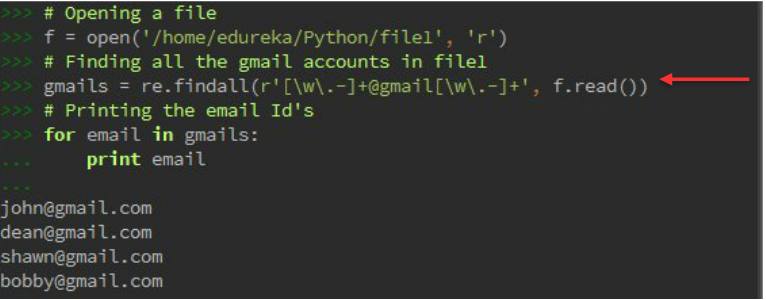 >>> # Opening a file
>>> f = open('/home/edureka/Python/file1', 'r')
>>> # Finding all the gmail accounts in file1
>>> gmails = re.findall(r'[\w\.-]+@gmail[\w\.-]+', f.read())
>>> # Printing the email Id's
>>> for email in gmails:
...     print email
...
john@gmail.com
dean@gmail.com
shawn@gmail.com
bobby@gmail.com